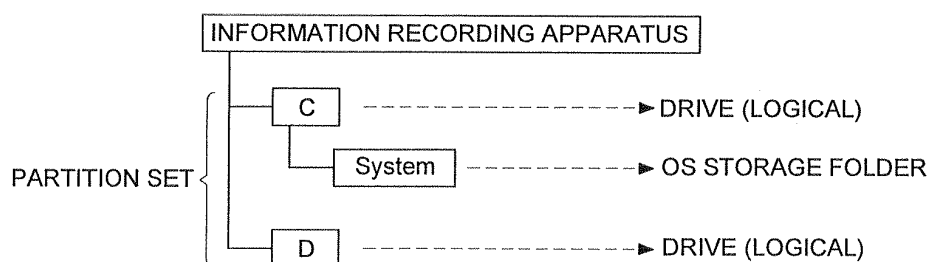 INFORMATION RECORDING APPARATUS
C DRIVE (LOGICAL)
System OS STORAGE FOLDER
PARTITION SET
D DRIVE (LOGICAL)